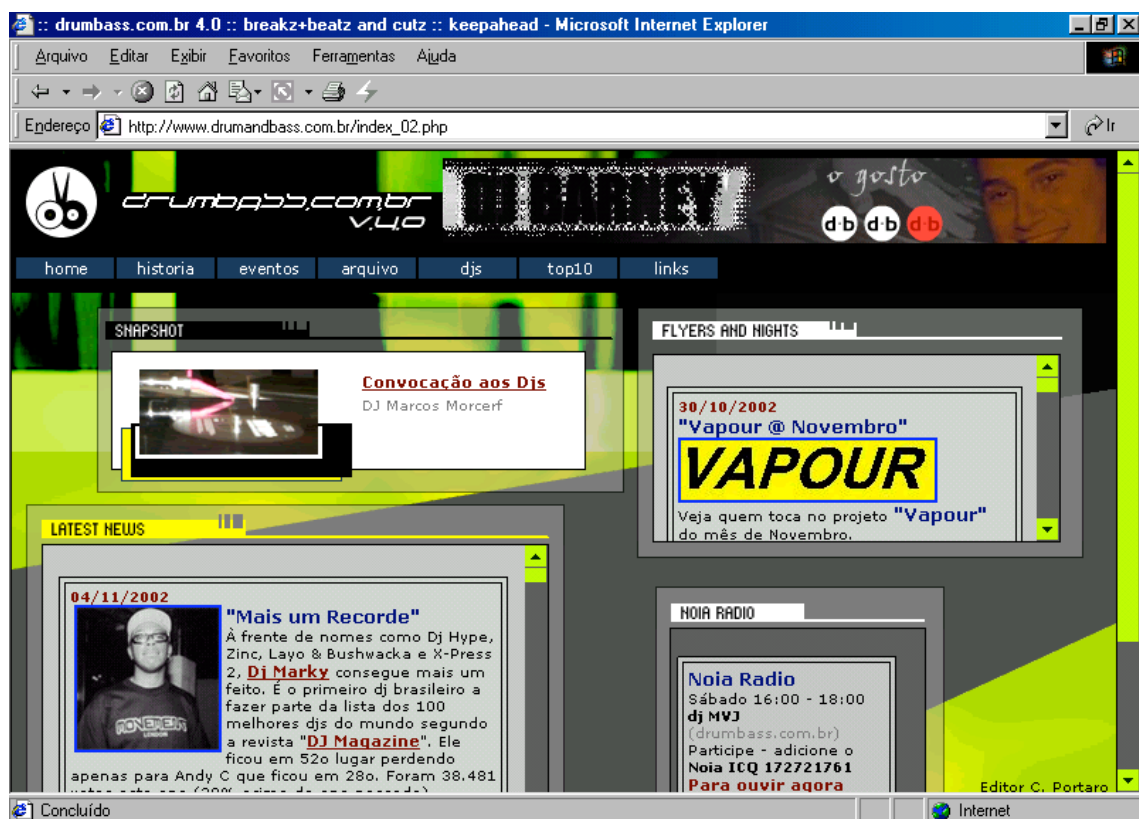 :: drumbass.com.br 4.0 :: breakz+beatz and cutz :: keepahead - Microsoft Internet Explorer
Arquivo Editar Exibir Favoritos Ferramentas Ajuda
Endereço http://www.drumandbass.com.br/index_02.php Ir
drumbass.com.br
v.4.0
DJ BARNEY
o gosto
d·b d·b d·b
home historia eventos arquivo djs top10 links
SNAPSHOT
Convocação aos Djs
DJ Marcos Morcerf
FLYERS AND NIGHTS
30/10/2002
"Vapour @ Novembro"
VAPOUR
Veja quem toca no projeto "Vapour"
do mês de Novembro.
LATEST NEWS
04/11/2002
"Mais um Recorde"
À frente de nomes como Dj Hype,
Zinc, Layo & Bushwacka e X-Press
2, Dj Marky consegue mais um
feito. É o primeiro dj brasileiro a
fazer parte da lista dos 100
melhores djs do mundo segundo
a revista "DJ Magazine". Ele
ficou em 52o lugar perdendo
apenas para Andy C que ficou em 28o. Foram 38.481
MOVEMENT
LONDON
NOIA RADIO
Noia Radio
Sábado 16:00 - 18:00
dj MVJ
(drumbass.com.br)
Participe - adicione o
Noia ICQ 172721761
Para ouvir agora
Editor C. Portaro
Concluído
Internet